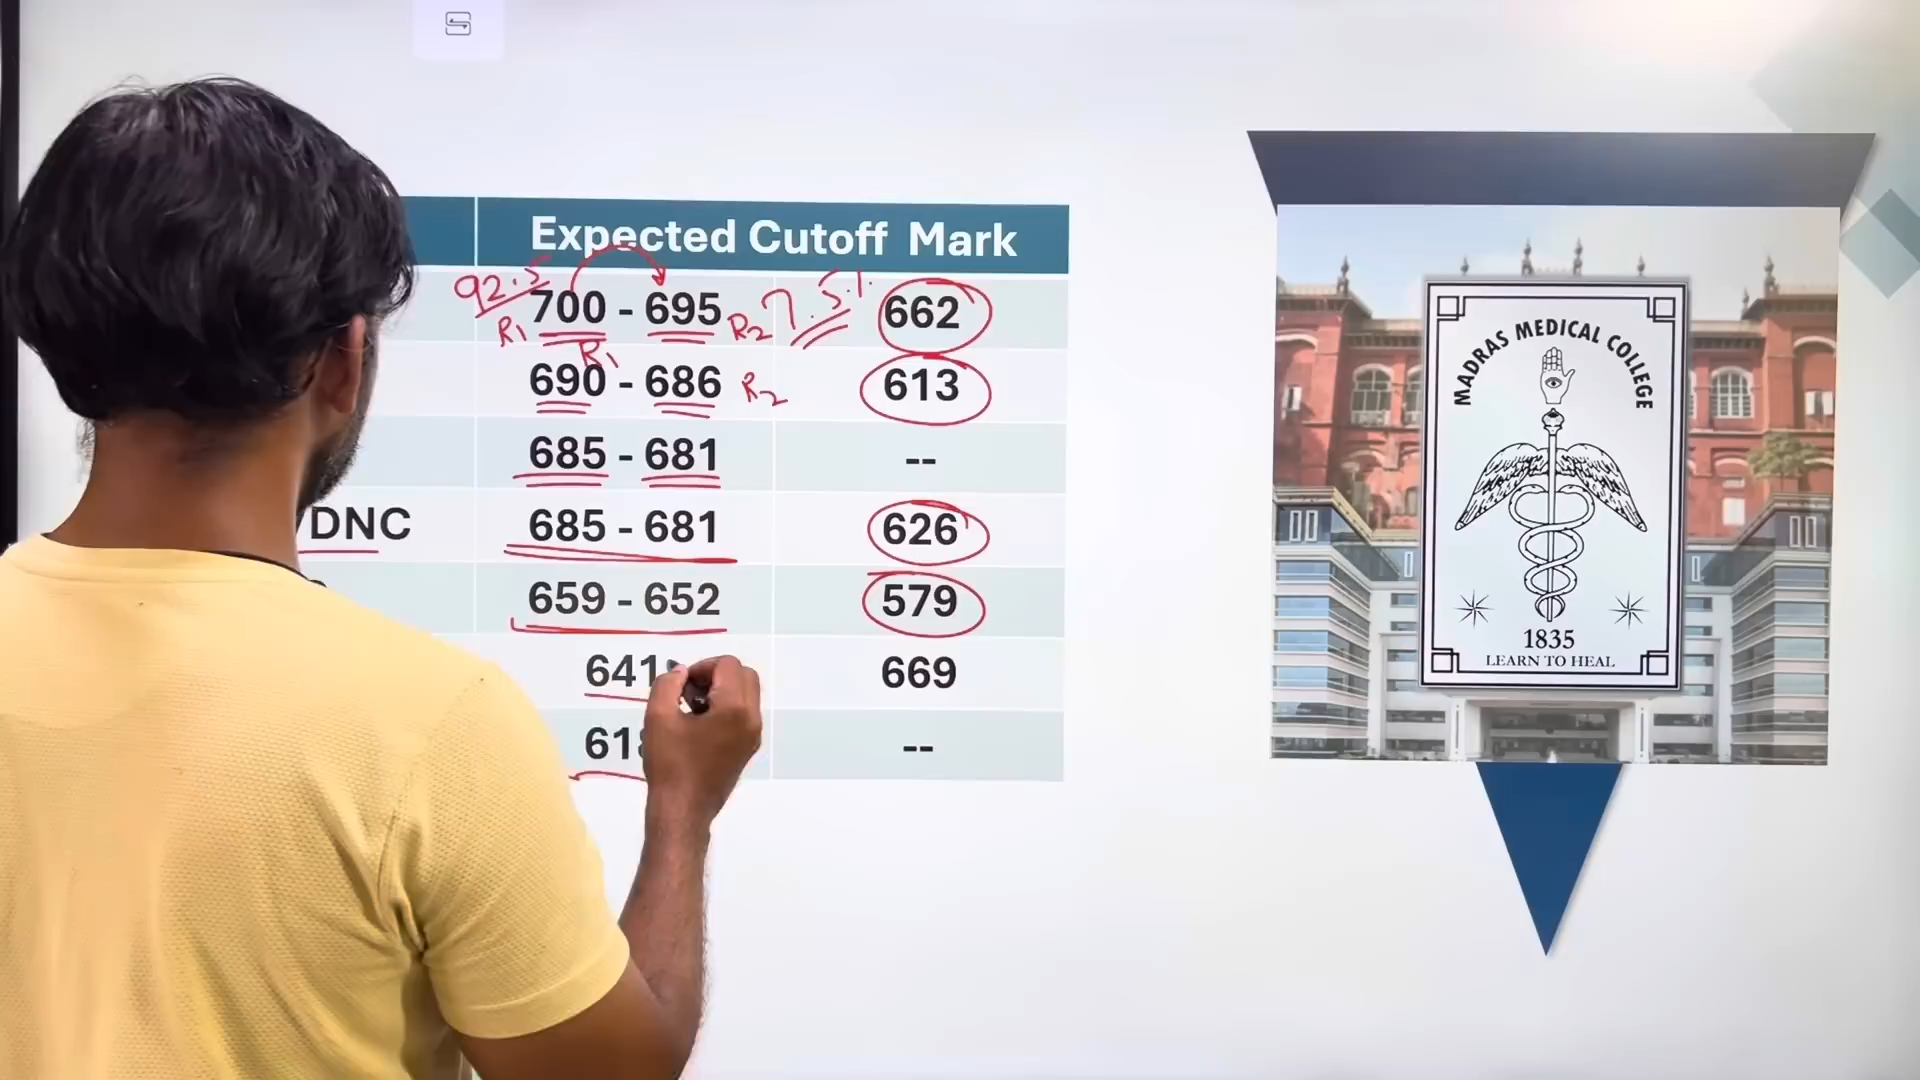 Expected Cutoff Mark
92.5
700 - 695
7.5%
662
R1
R2
R1
690 - 686
R2
613
685 - 681
--
DNC
685 - 681
626
659 - 652
579
641
669
--
MADRAS MEDICAL COLLEGE
1835
LEARN TO HEAL